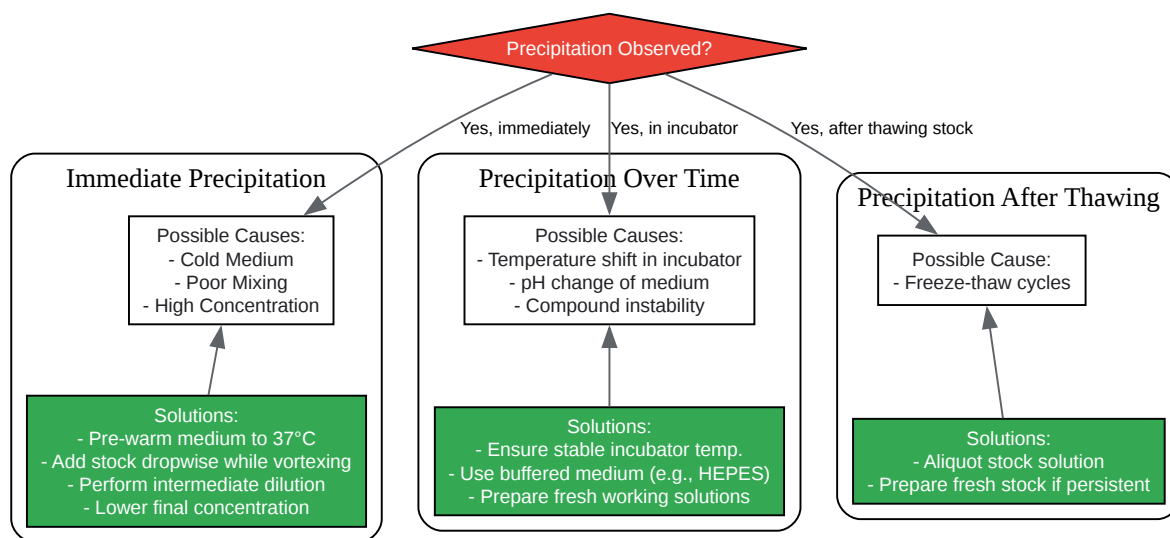 Precipitation Observed?
Yes, immediately
Yes, in incubator
Yes, after thawing stock
Immediate Precipitation
Possible Causes:
- Cold Medium
- Poor Mixing
- High Concentration
Solutions:
- Pre-warm medium to 37°C
- Add stock dropwise while vortexing
- Perform intermediate dilution
- Lower final concentration
Precipitation Over Time
Possible Causes:
- Temperature shift in incubator
- pH change of medium
- Compound instability
Solutions:
- Ensure stable incubator temp.
- Use buffered medium (e.g., HEPES)
- Prepare fresh working solutions
Precipitation After Thawing
Possible Cause:
- Freeze-thaw cycles
Solutions:
- Aliquot stock solution
- Prepare fresh stock if persistent